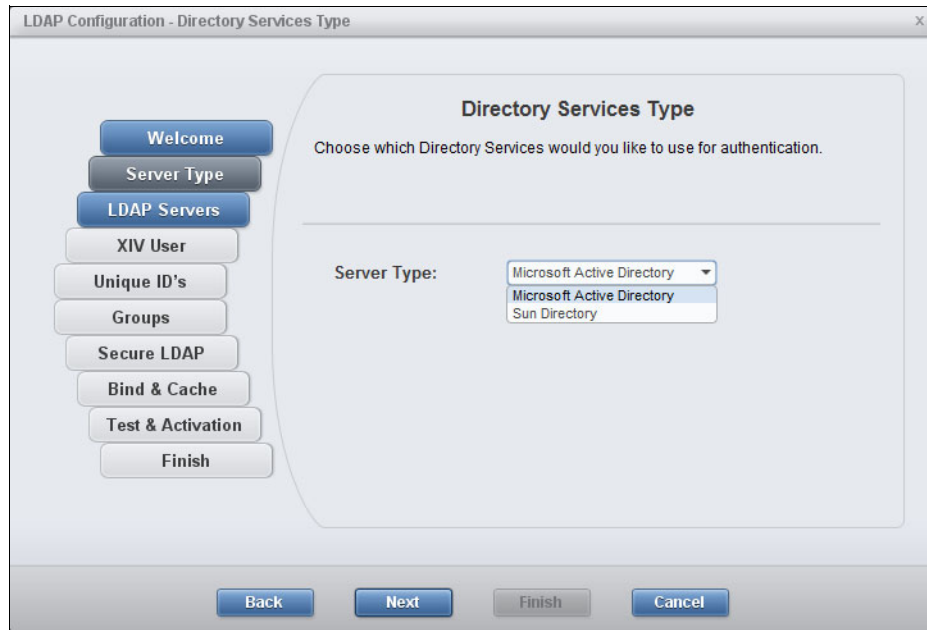 LDAP Configuration - Directory Services Type
x
Welcome
Server Type
LDAP Servers
XIV User
Unique ID's
Groups
Secure LDAP
Bind & Cache
Test & Activation
Finish
Directory Services Type
Choose which Directory Services would you like to use for authentication.
Server Type:
Microsoft Active Directory
Microsoft Active Directory
Sun Directory
Back
Next
Finish
Cancel